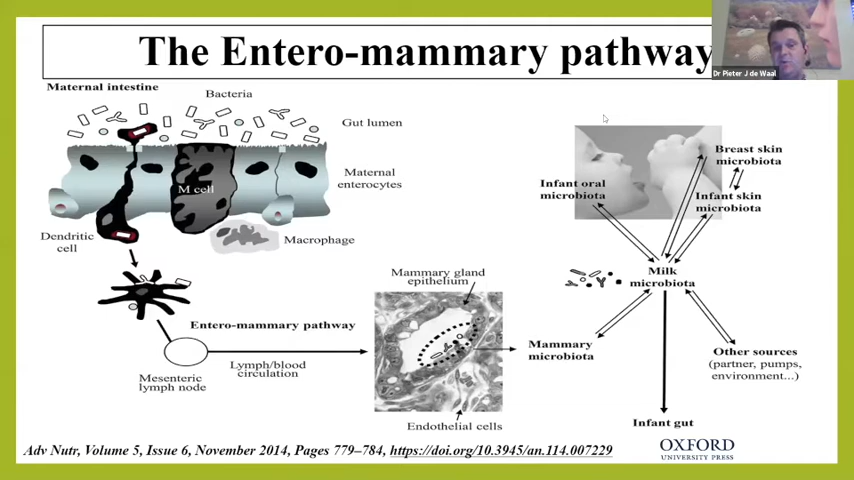 The Entero-mammary pathway
Dr Pieter J de Waal
Maternal intestine
Bacteria
Gut lumen
Maternal
enterocytes
M cell
Dendritic
cell
Macrophage
Entero-mammary pathway
Mesenteric
lymph node
Lymph/blood
circulation
Mammary gland
epithelium
Endothelial cells
Breast skin
microbiota
Infant oral
microbiota
Infant skin
microbiota
Milk
microbiota
Mammary
microbiota
Other sources
(partner, pumps,
environment...)
Infant gut
Adv Nutr, Volume 5, Issue 6, November 2014, Pages 779–784, https://doi.org/10.3945/an.114.007229
OXFORD
UNIVERSITY PRESS